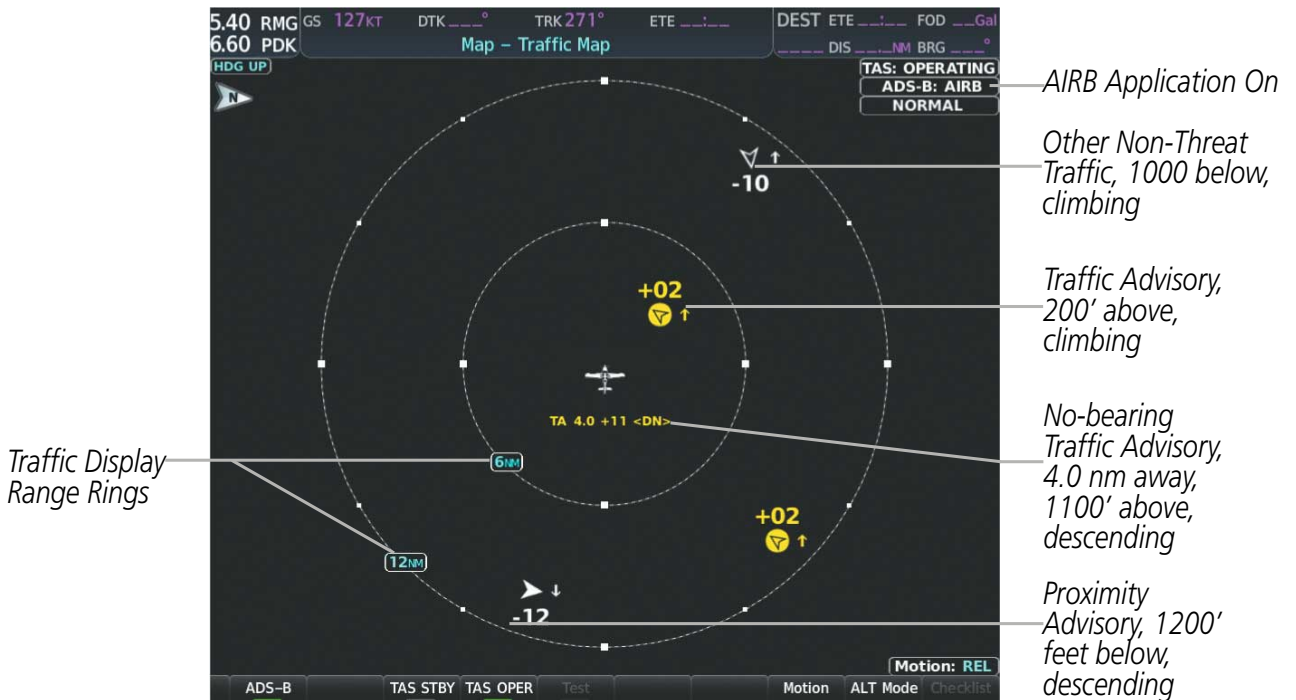 5.40 RMG GS 127KT DTK ___° TRK 271° ETE __:__ DEST ETE __:__ FOD __Gal
6.60 PDK Map – Traffic Map ____ DIS __._NM BRG ___°
HDG UP
N
TAS: OPERATING
ADS-B: AIRB
NORMAL
AIRB Application On
-10
Other Non-Threat
Traffic, 1000 below,
climbing
+02
Traffic Advisory,
200’ above,
climbing
TA 4.0 +11 <DN>
No-bearing
Traffic Advisory,
4.0 nm away,
1100’ above,
descending
Traffic Display
Range Rings
6NM
+02
12NM
-12
Proximity
Advisory, 1200’
feet below,
descending
Motion: REL
ADS–B TAS STBY TAS OPER Test Motion ALT Mode Checklist